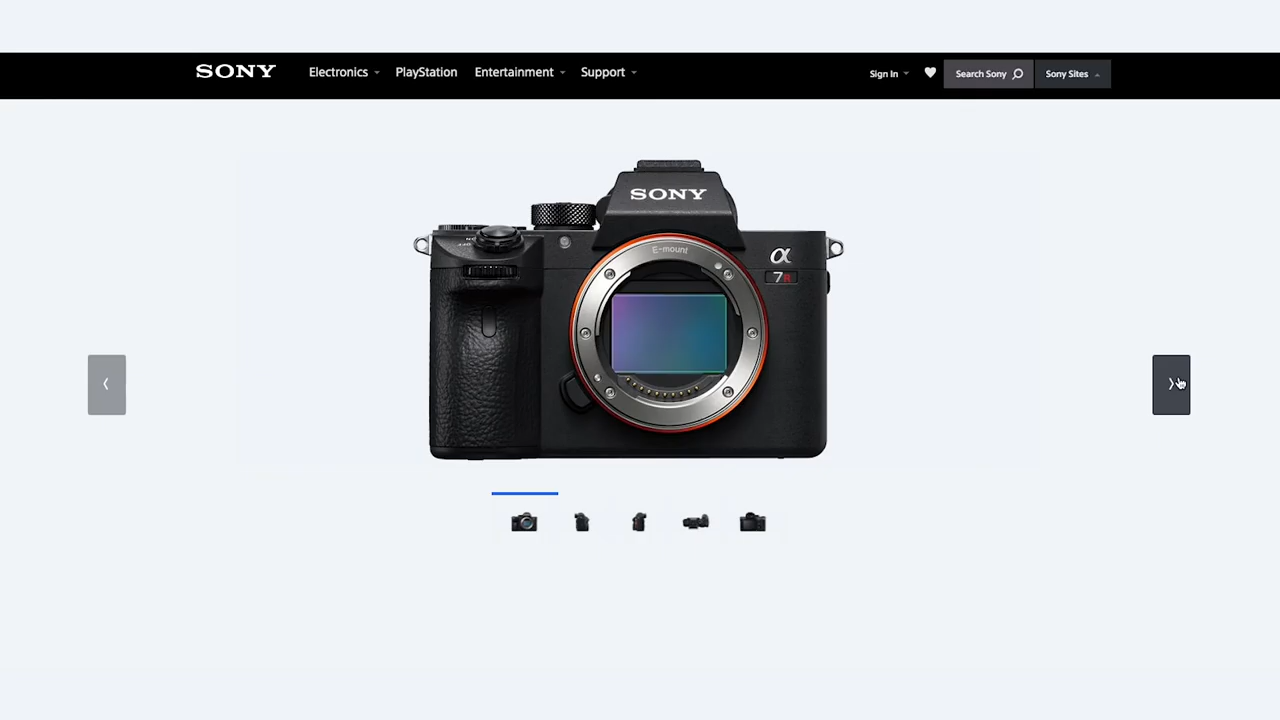 SONY Electronics PlayStation Entertainment Support Sign In Search Sony Sony Sites
SONY
E-mount
α
7R